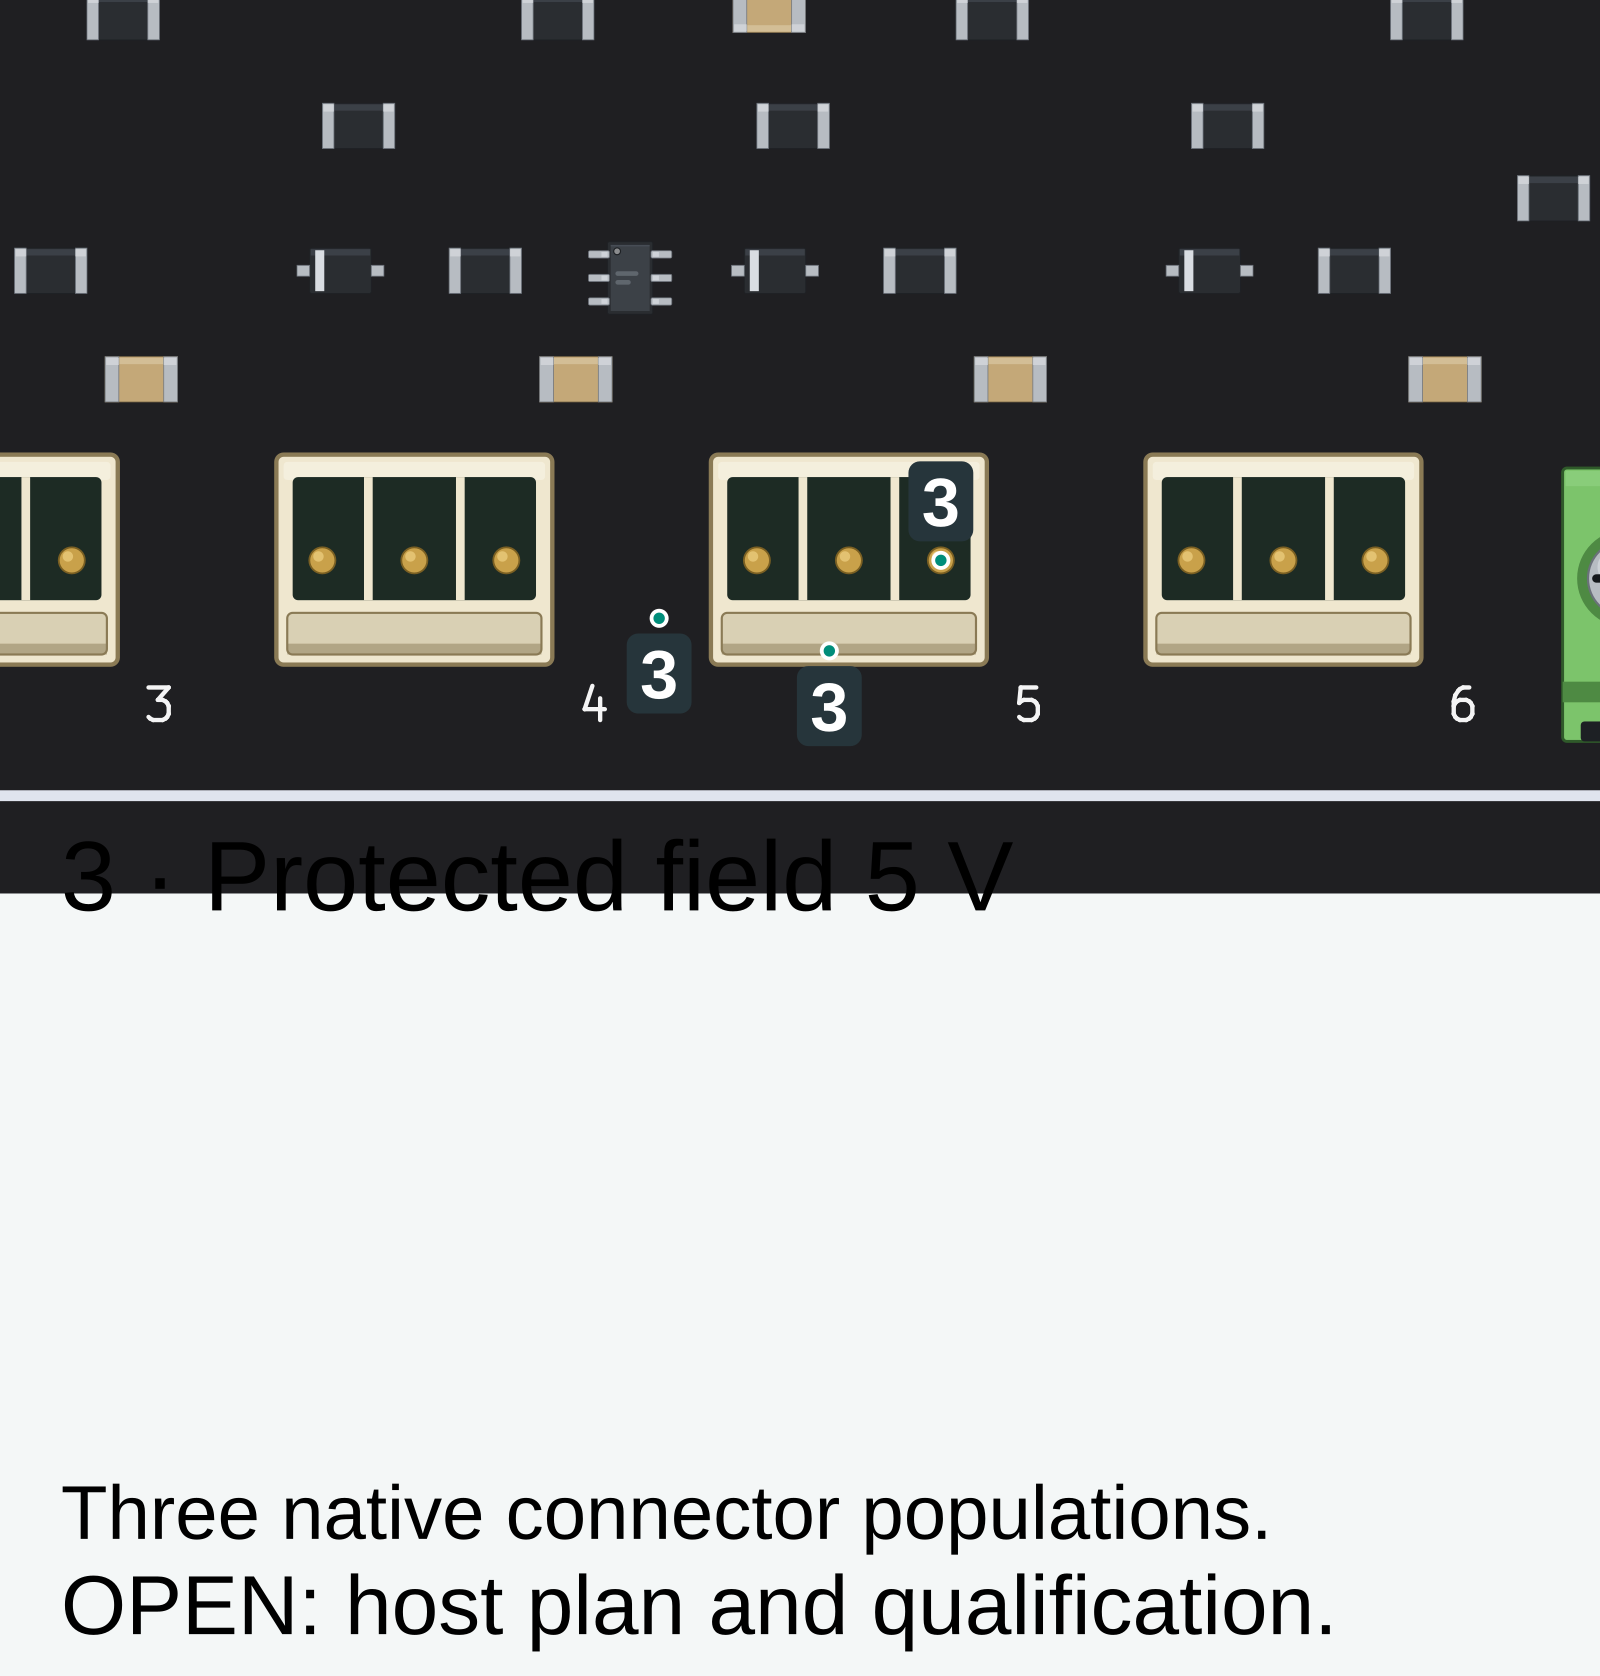 3
3
3
3 4 5 6
3 · Protected field 5 V
Three native connector populations.
OPEN: host plan and qualification.